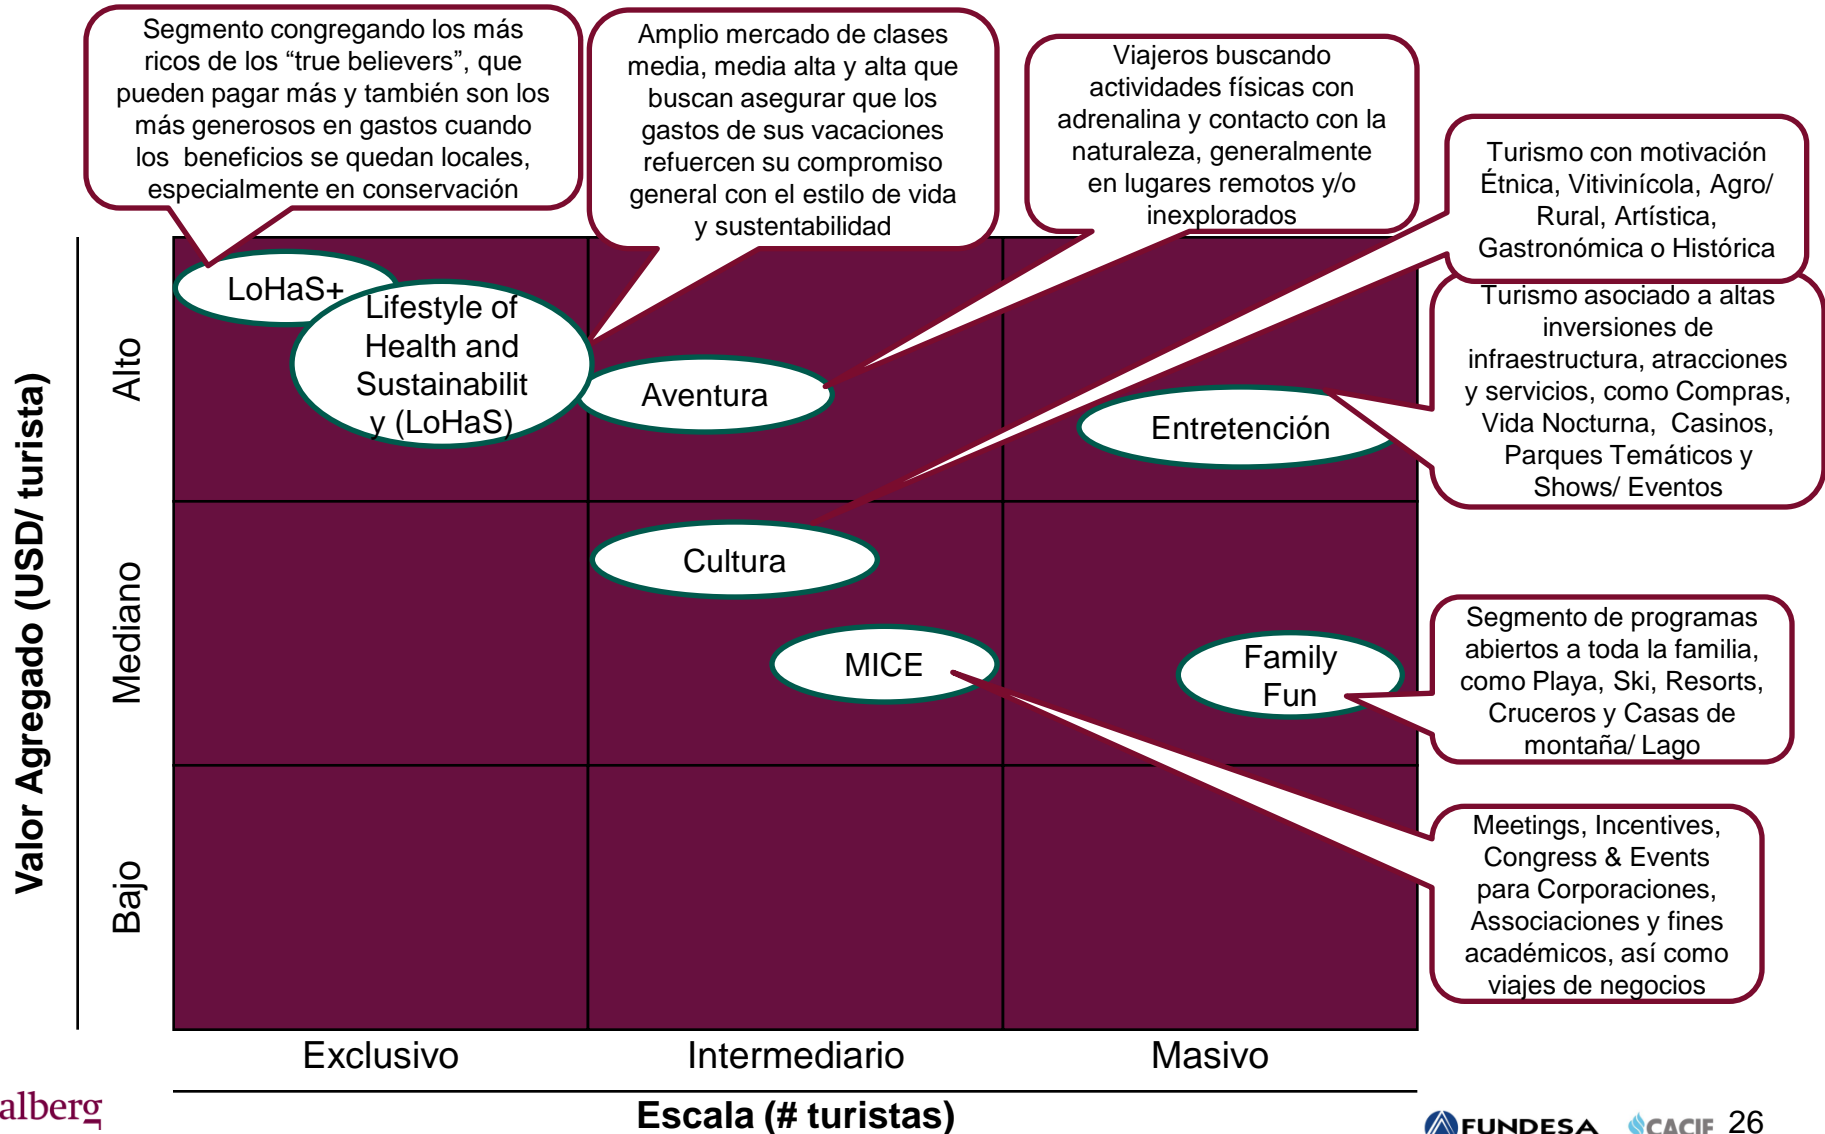 Segmento congregando los más
ricos de los “true believers”, que
pueden pagar más y también son los
más generosos en gastos cuando
los beneficios se quedan locales,
especialmente en conservación
Amplio mercado de clases
media, media alta y alta que
buscan asegurar que los
gastos de sus vacaciones
refuercen su compromiso
general con el estilo de vida
y sustentabilidad
Viajeros buscando
actividades físicas con
adrenalina y contacto con la
naturaleza, generalmente
en lugares remotos y/o
inexplorados
Turismo con motivación
Étnica, Vitivinícola, Agro/
Rural, Artística,
Gastronómica o Histórica
Turismo asociado a altas
inversiones de
infraestructura, atracciones
y servicios, como Compras,
Vida Nocturna, Casinos,
Parques Temáticos y
Shows/ Eventos
Segmento de programas
abiertos a toda la familia,
como Playa, Ski, Resorts,
Cruceros y Casas de
montaña/ Lago
Meetings, Incentives,
Congress & Events
para Corporaciones,
Associaciones y fines
académicos, así como
viajes de negocios
LoHaS+
Lifestyle of
Health and
Sustainabilit
y (LoHaS)
Aventura
Entretención
Cultura
MICE
Family
Fun
Valor Agregado (USD/ turista)
Alto
Mediano
Bajo
Exclusivo
Intermediario
Masivo
Escala (# turistas)
alberg
FUNDESA
CACIF
26